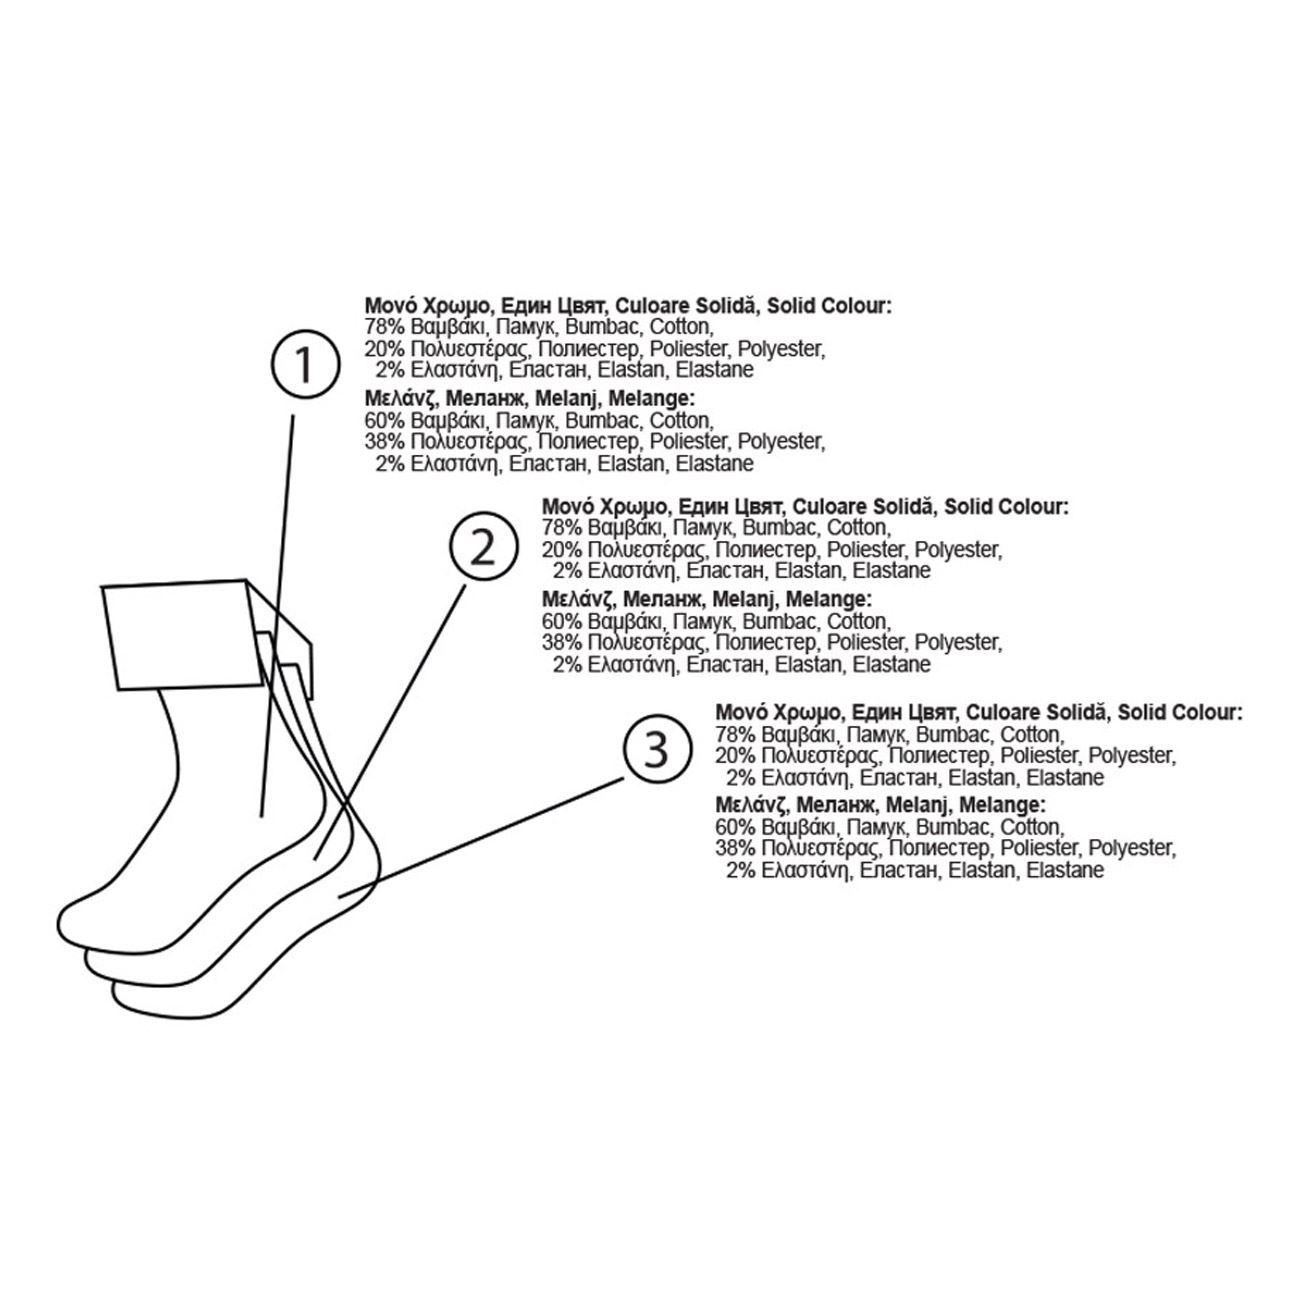 1
Μονό Χρωμο, Един Цвят, Culoare Solidă, Solid Colour:
78% Βαμβάκι, Памук, Bumbac, Cotton,
20% Πολυεστέρας, Полиестер, Poliester, Polyester,
2% Ελαστάνη, Еластан, Elastan, Elastane
Μελάνζ, Меланж, Melanj, Melange:
60% Βαμβάκι, Памук, Bumbac, Cotton,
38% Πολυεστέρας, Полиестер, Poliester, Polyester,
2% Ελαστάνη, Еластан, Elastan, Elastane
2
Μονό Χρωμο, Един Цвят, Culoare Solidă, Solid Colour:
78% Βαμβάκι, Памук, Bumbac, Cotton,
20% Πολυεστέρας, Полиестер, Poliester, Polyester,
2% Ελαστάνη, Еластан, Elastan, Elastane
Μελάνζ, Меланж, Melanj, Melange:
60% Βαμβάκι, Памук, Bumbac, Cotton,
38% Πολυεστέρας, Полиестер, Poliester, Polyester,
2% Ελαστάνη, Еластан, Elastan, Elastane
3
Μονό Χρωμο, Един Цвят, Culoare Solidă, Solid Colour:
78% Βαμβάκι, Памук, Bumbac, Cotton,
20% Πολυεστέρας, Полиестер, Poliester, Polyester,
2% Ελαστάνη, Еластан, Elastan, Elastane
Μελάνζ, Меланж, Melanj, Melange:
60% Βαμβάκι, Памук, Bumbac, Cotton,
38% Πολυεστέρας, Полиестер, Poliester, Polyester,
2% Ελαστάνη, Еластан, Elastan, Elastane